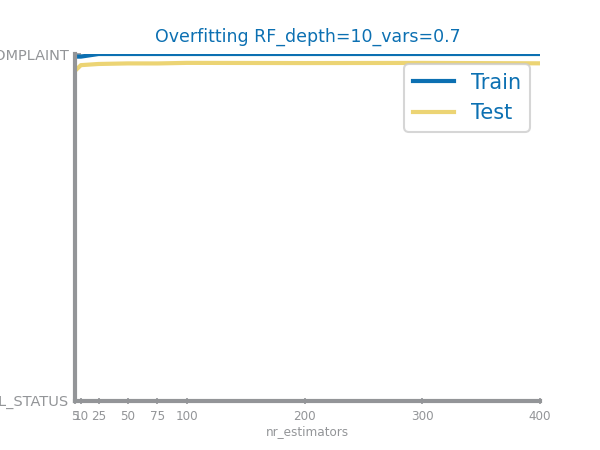 Overfitting RF_depth=10_vars=0.7
OMPLAINT
Train
Test
L_STATUS
5 10 25 50 75 100 200 300 400
nr_estimators